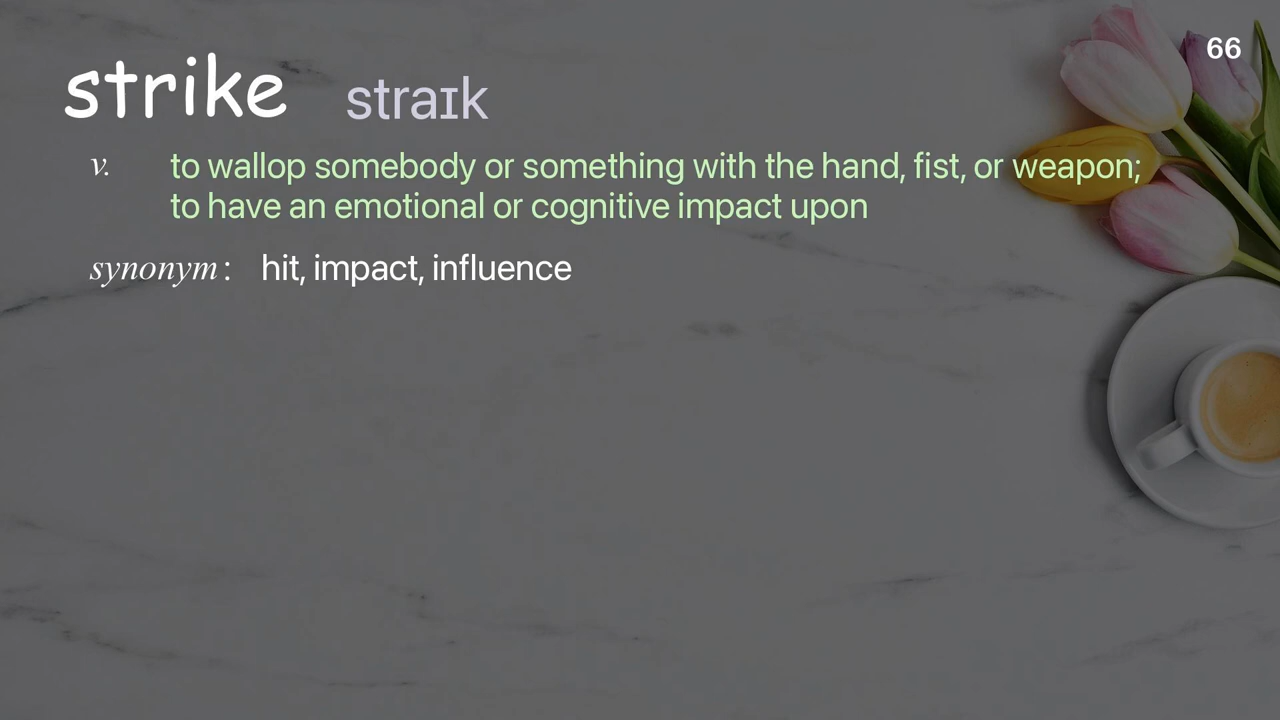 66
strike straɪk
v. to wallop somebody or something with the hand, fist, or weapon;
to have an emotional or cognitive impact upon
synonym: hit, impact, influence